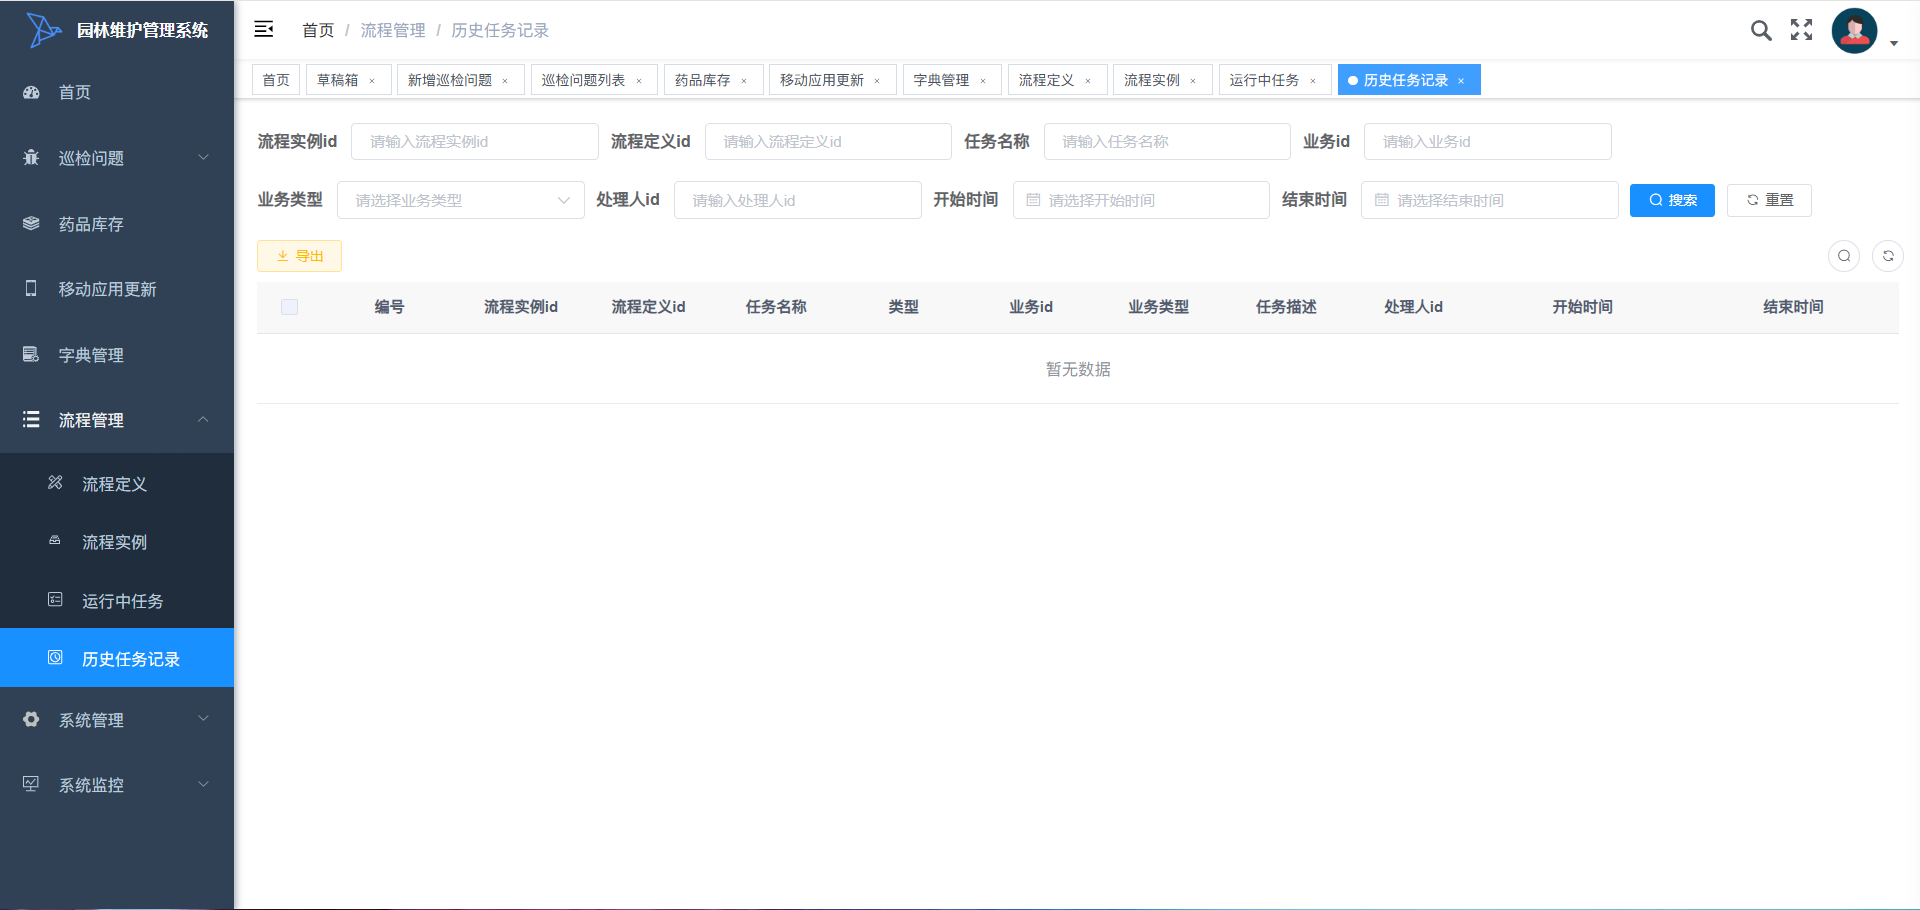 园林维护管理系统
首页 / 流程管理 / 历史任务记录
首页 草稿箱 × 新增巡检问题 × 巡检问题列表 × 药品库存 × 移动应用更新 × 字典管理 × 流程定义 × 流程实例 × 运行中任务 × 历史任务记录 ×
首页
巡检问题
药品库存
移动应用更新
字典管理
流程管理
流程定义
流程实例
运行中任务
历史任务记录
系统管理
系统监控
流程实例id 请输入流程实例id 流程定义id 请输入流程定义id 任务名称 请输入任务名称 业务id 请输入业务id
业务类型 请选择业务类型 处理人id 请输入处理人id 开始时间 请选择开始时间 结束时间 请选择结束时间 搜索 重置
导出
编号 流程实例id 流程定义id 任务名称 类型 业务id 业务类型 任务描述 处理人id 开始时间 结束时间
暂无数据